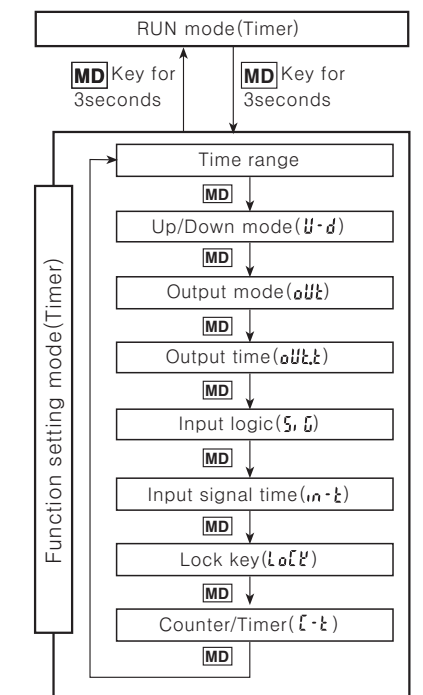 RUN mode(Timer)
MD Key for
3seconds
MD Key for
3seconds
Function setting mode(Timer)
Time range
MD
Up/Down mode(U-d)
MD
Output mode(oUt)
MD
Output time(oUt.t)
MD
Input logic(SIG)
MD
Input signal time(in-t)
MD
Lock key(LoCK)
MD
Counter/Timer(C-t)
MD